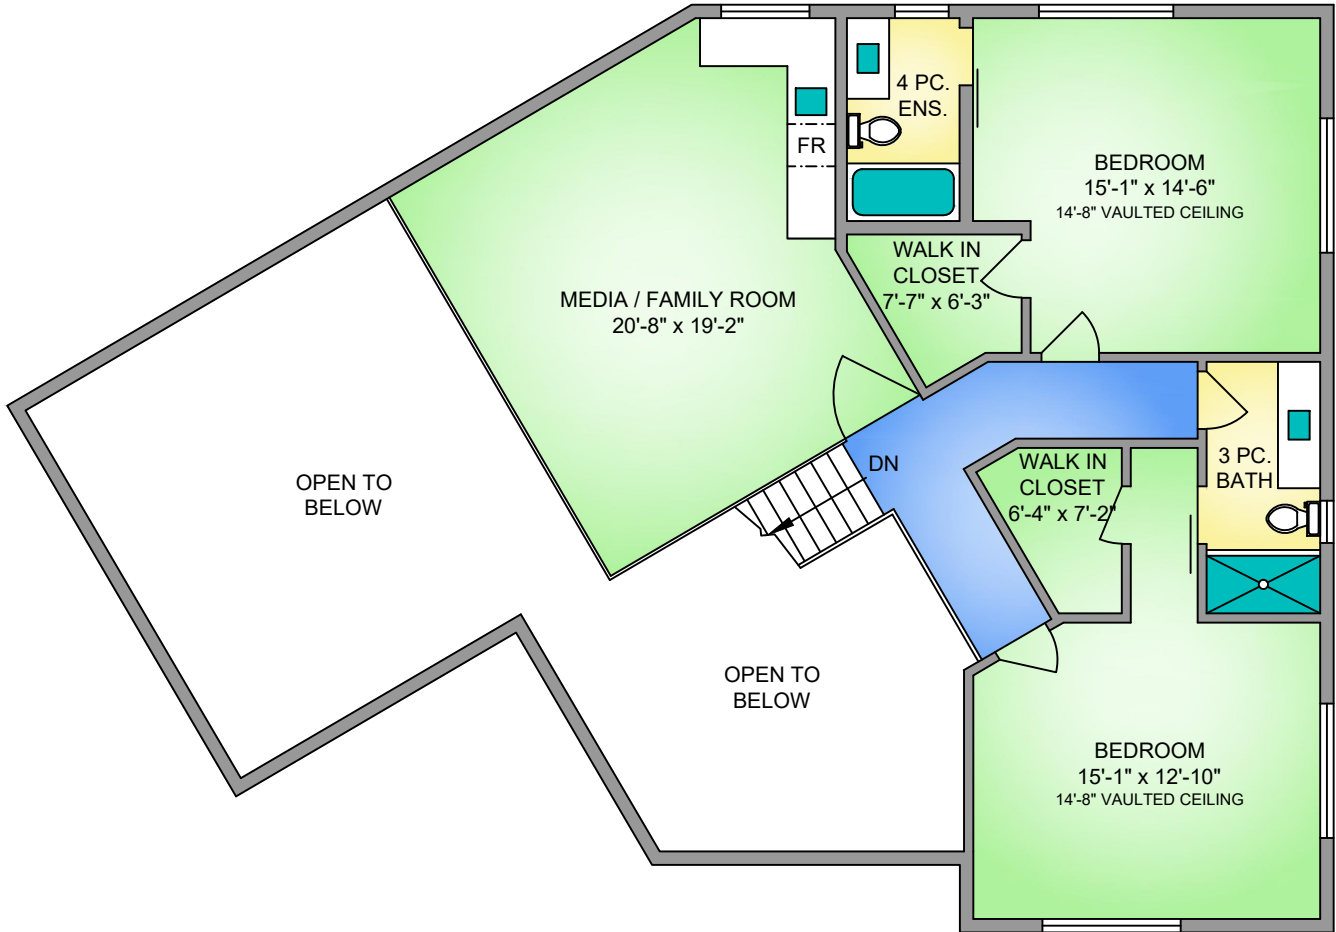 4 PC.
ENS.
FR
BEDROOM
15'-1" x 14'-6"
14'-8" VAULTED CEILING
WALK IN
CLOSET
7'-7" x 6'-3"
MEDIA / FAMILY ROOM
20'-8" x 19'-2"
DN
WALK IN
CLOSET
6'-4" x 7'-2"
3 PC.
BATH
OPEN TO
BELOW
OPEN TO
BELOW
BEDROOM
15'-1" x 12'-10"
14'-8" VAULTED CEILING